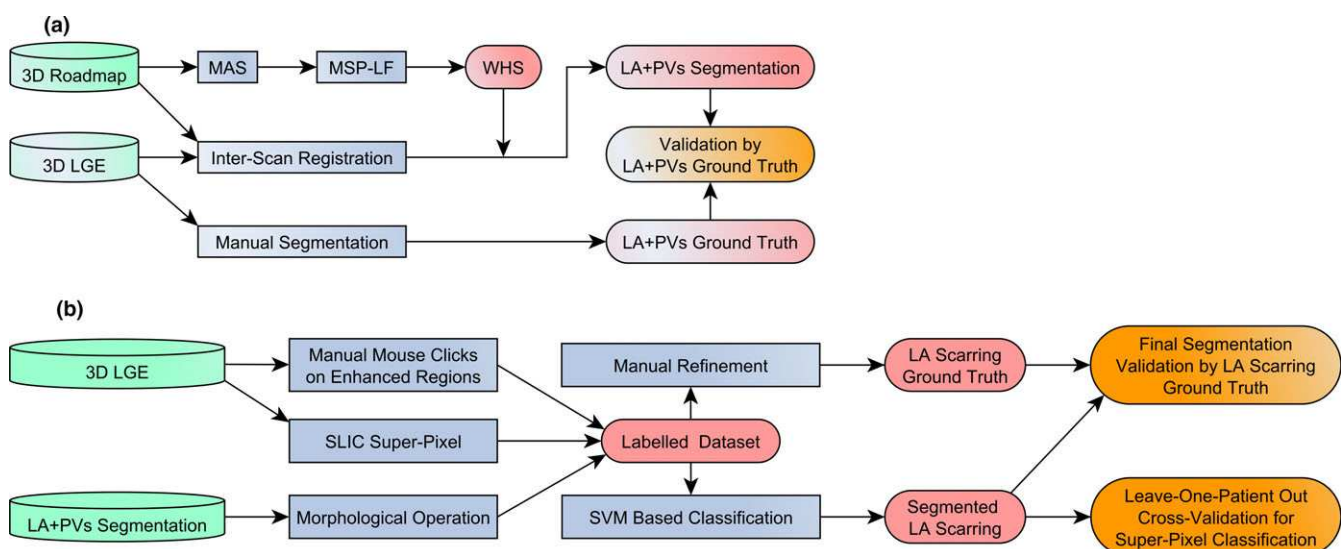 (a)
3D Roadmap
MAS
MSP-LF
WHS
LA+PVs Segmentation
3D LGE
Inter-Scan Registration
Validation by
LA+PVs Ground Truth
Manual Segmentation
LA+PVs Ground Truth
(b)
3D LGE
Manual Mouse Clicks
on Enhanced Regions
Manual Refinement
LA Scarring
Ground Truth
Final Segmentation
Validation by LA Scarring
Ground Truth
SLIC Super-Pixel
Labelled Dataset
LA+PVs Segmentation
Morphological Operation
SVM Based Classification
Segmented
LA Scarring
Leave-One-Patient Out
Cross-Validation for
Super-Pixel Classification